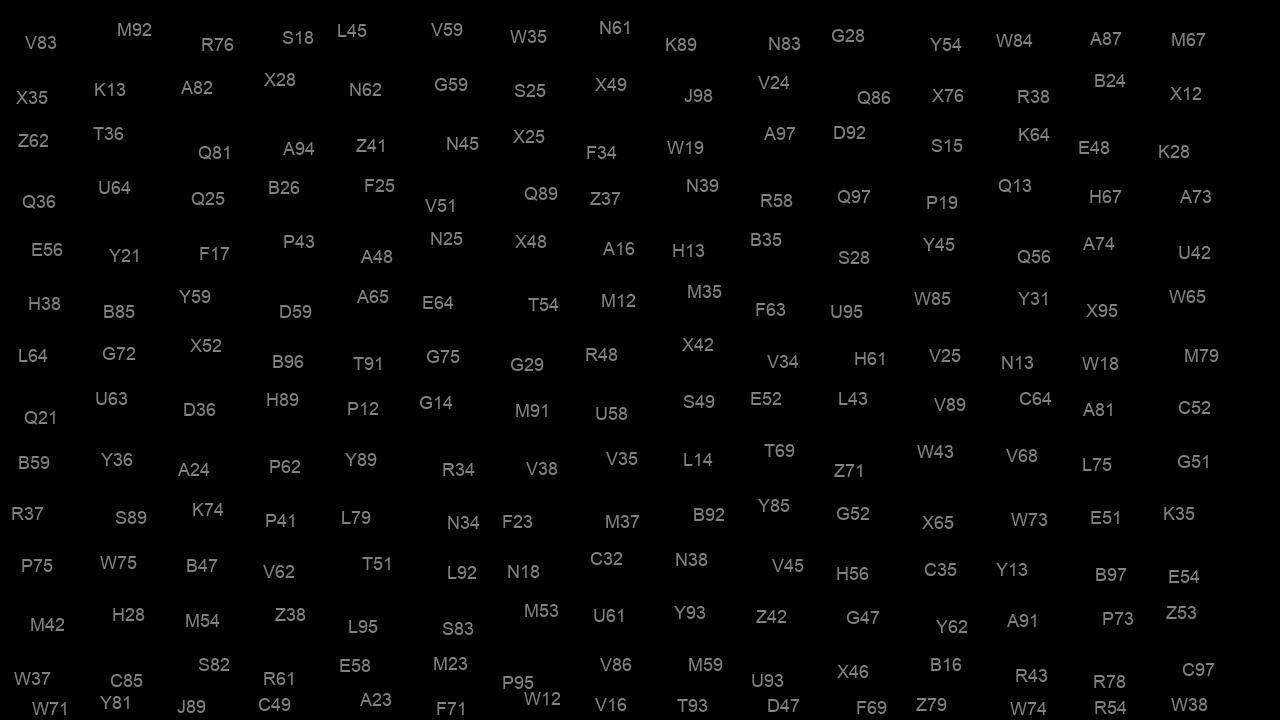 V83 M92 R76 S18 L45 V59 W35 N61 K89 N83 G28 Y54 W84 A87 M67
X35 K13 A82 X28 N62 G59 S25 X49 J98 V24 Q86 X76 R38 B24 X12
Z62 T36 Q81 A94 Z41 N45 X25 F34 W19 A97 D92 S15 K64 E48 K28
Q36 U64 Q25 B26 F25 V51 Q89 Z37 N39 R58 Q97 P19 Q13 H67 A73
E56 Y21 F17 P43 A48 N25 X48 A16 H13 B35 S28 Y45 Q56 A74 U42
H38 B85 Y59 D59 A65 E64 T54 M12 M35 F63 U95 W85 Y31 X95 W65
L64 G72 X52 B96 T91 G75 G29 R48 X42 V34 H61 V25 N13 W18 M79
Q21 U63 D36 H89 P12 G14 M91 U58 S49 E52 L43 V89 C64 A81 C52
B59 Y36 A24 P62 Y89 R34 V38 V35 L14 T69 Z71 W43 V68 L75 G51
R37 S89 K74 P41 L79 N34 F23 M37 B92 Y85 G52 X65 W73 E51 K35
P75 W75 B47 V62 T51 L92 N18 C32 N38 V45 H56 C35 Y13 B97 E54
M42 H28 M54 Z38 L95 S83 M53 U61 Y93 Z42 G47 Y62 A91 P73 Z53
W37 C85 S82 R61 E58 M23 P95 V86 M59 U93 X46 B16 R43 R78 C97
W71 Y81 J89 C49 A23 F71 W12 V16 T93 D47 F69 Z79 W74 R54 W38